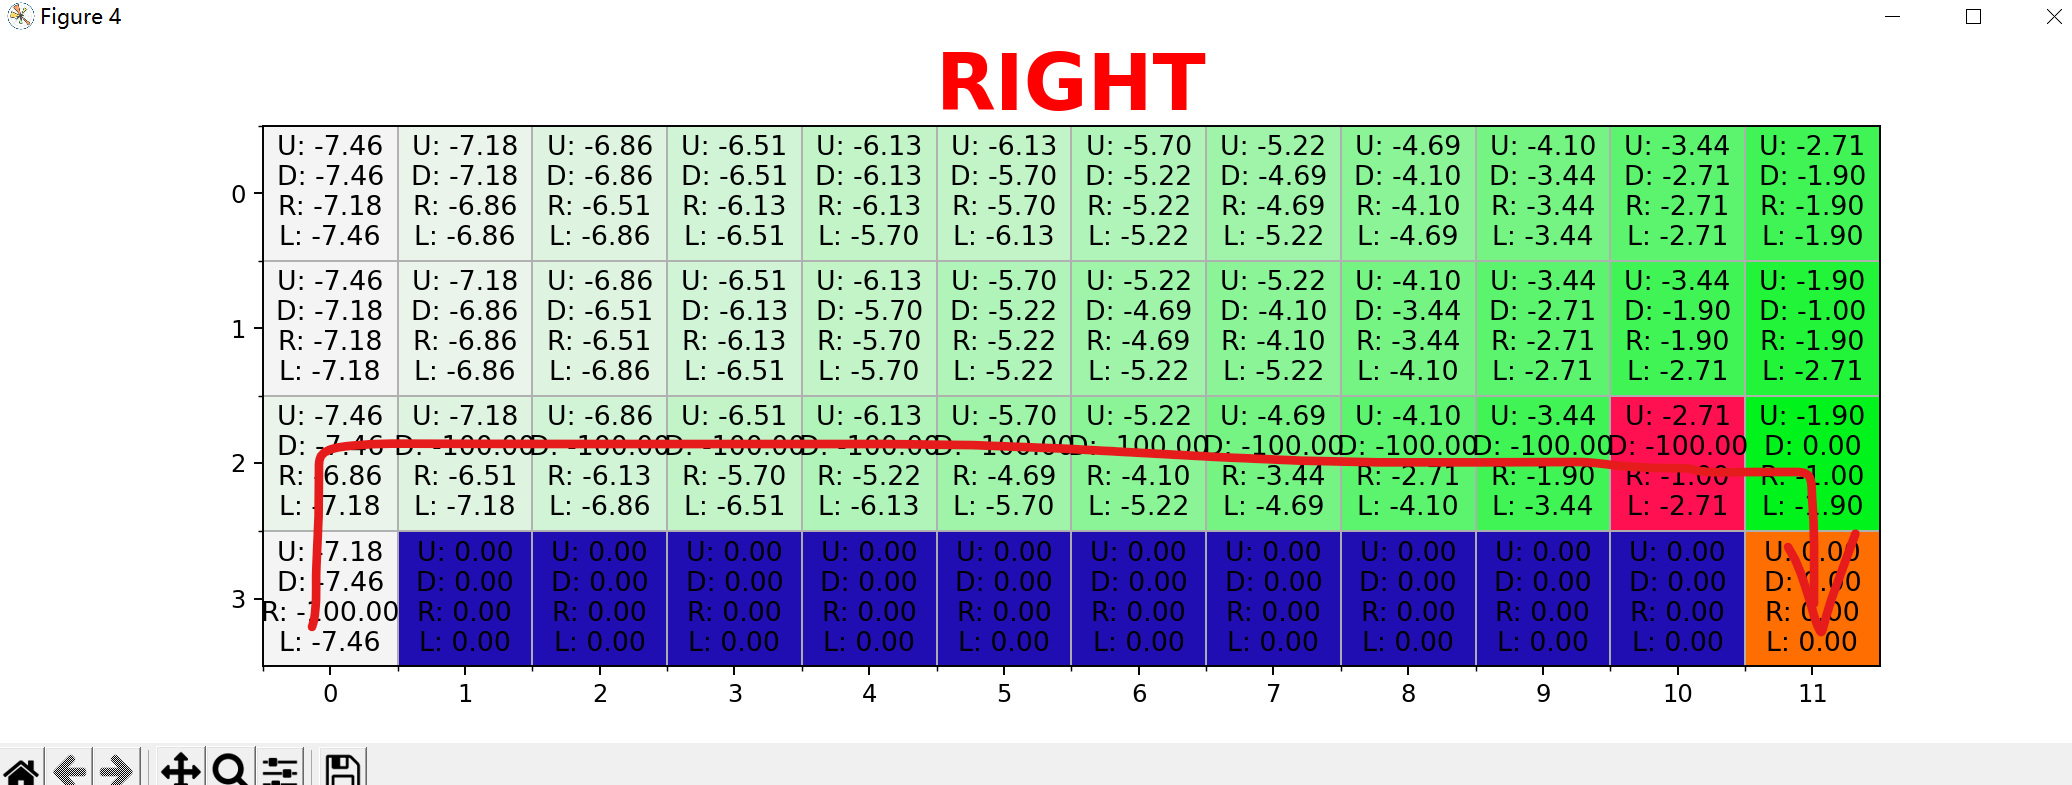 Figure 4
RIGHT
U: -7.46 U: -7.18 U: -6.86 U: -6.51 U: -6.13 U: -6.13 U: -5.70 U: -5.22 U: -4.69 U: -4.10 U: -3.44 U: -2.71
D: -7.46 D: -7.18 D: -6.86 D: -6.51 D: -6.13 D: -5.70 D: -5.22 D: -4.69 D: -4.10 D: -3.44 D: -2.71 D: -1.90
0
R: -7.18 R: -6.86 R: -6.51 R: -6.13 R: -6.13 R: -5.70 R: -5.22 R: -4.69 R: -4.10 R: -3.44 R: -2.71 R: -1.90
L: -7.46 L: -6.86 L: -6.86 L: -6.51 L: -5.70 L: -6.13 L: -5.22 L: -5.22 L: -4.69 L: -3.44 L: -2.71 L: -1.90
U: -7.46 U: -7.18 U: -6.86 U: -6.51 U: -6.13 U: -5.70 U: -5.22 U: -5.22 U: -4.10 U: -3.44 U: -3.44 U: -1.90
D: -7.18 D: -6.86 D: -6.51 D: -6.13 D: -5.70 D: -5.22 D: -4.69 D: -4.10 D: -3.44 D: -2.71 D: -1.90 D: -1.00
1
R: -7.18 R: -6.86 R: -6.51 R: -6.13 R: -5.70 R: -5.22 R: -4.69 R: -4.10 R: -3.44 R: -2.71 R: -1.90 R: -1.90
L: -7.18 L: -6.86 L: -6.86 L: -6.51 L: -5.70 L: -5.22 L: -5.22 L: -5.22 L: -4.10 L: -2.71 L: -2.71 L: -2.71
U: -7.46 U: -7.18 U: -6.86 U: -6.51 U: -6.13 U: -5.70 U: -5.22 U: -4.69 U: -4.10 U: -3.44 U: -2.71 U: -1.90
D: -7.46 D: -100.00 D: -100.00 D: -100.00 D: -100.00 D: -100.00 D: -100.00 D: -100.00 D: -100.00 D: -100.00 D: -100.00 D: 0.00
2
R: -6.86 R: -6.51 R: -6.13 R: -5.70 R: -5.22 R: -4.69 R: -4.10 R: -3.44 R: -2.71 R: -1.90 R: -1.00 R: -1.00
L: -7.18 L: -7.18 L: -6.86 L: -6.51 L: -6.13 L: -5.70 L: -5.22 L: -4.69 L: -4.10 L: -3.44 L: -2.71 L: -1.90
U: -7.18 U: 0.00 U: 0.00 U: 0.00 U: 0.00 U: 0.00 U: 0.00 U: 0.00 U: 0.00 U: 0.00 U: 0.00 U: 0.00
D: -7.46 D: 0.00 D: 0.00 D: 0.00 D: 0.00 D: 0.00 D: 0.00 D: 0.00 D: 0.00 D: 0.00 D: 0.00 D: 0.00
3
R: -100.00 R: 0.00 R: 0.00 R: 0.00 R: 0.00 R: 0.00 R: 0.00 R: 0.00 R: 0.00 R: 0.00 R: 0.00 R: 0.00
L: -7.46 L: 0.00 L: 0.00 L: 0.00 L: 0.00 L: 0.00 L: 0.00 L: 0.00 L: 0.00 L: 0.00 L: 0.00 L: 0.00
0 1 2 3 4 5 6 7 8 9 10 11